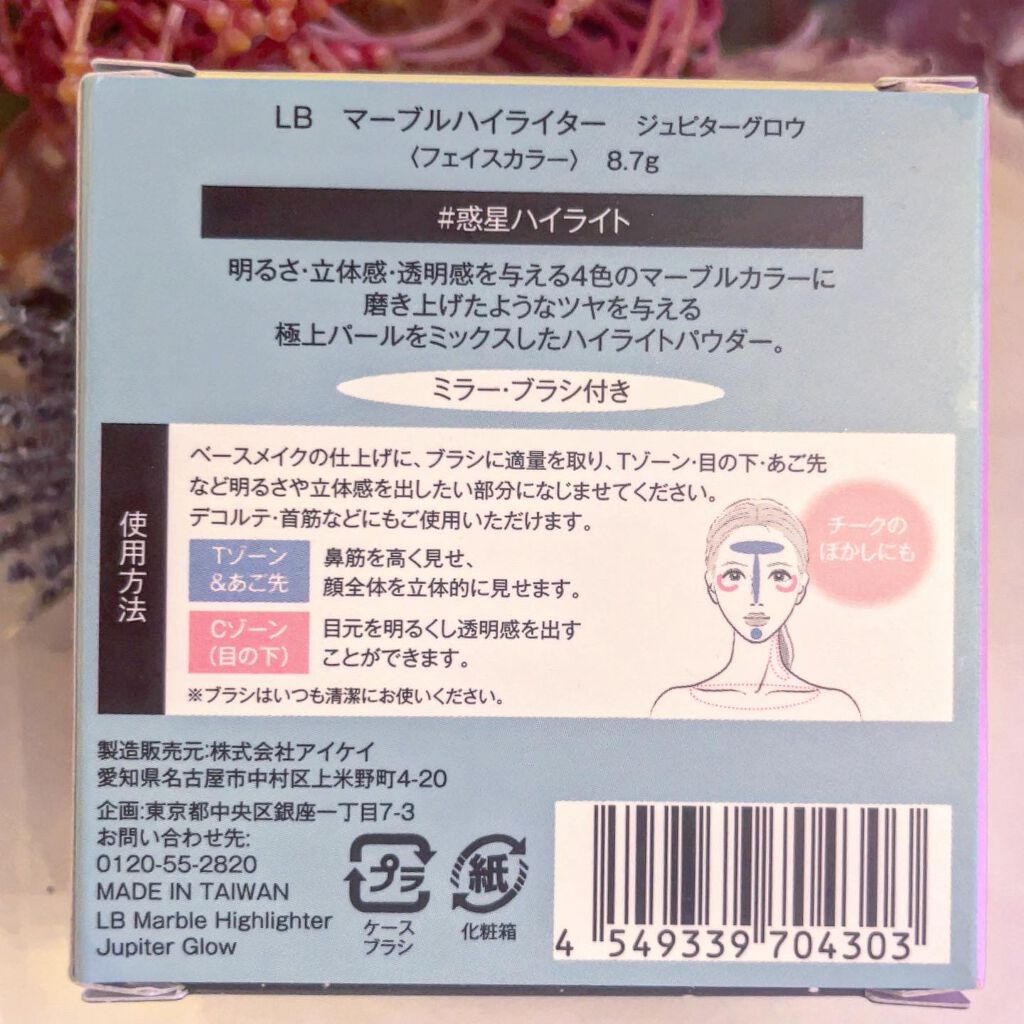 LB マーブルハイライター ジュピターグロウ
〈フェイスカラー〉 8.7g
#惑星ハイライト
明るさ・立体感・透明感を与える4色のマーブルカラーに
磨き上げたようなツヤを与える
極上パールをミックスしたハイライトパウダー。
ミラー・ブラシ付き
使用方法
ベースメイクの仕上げに、ブラシに適量を取り、Tゾーン・目の下・あご先
など明るさや立体感を出したい部分になじませてください。
デコルテ・首筋などにもご使用いただけます。
Tゾーン
&あご先
鼻筋を高く見せ、
顔全体を立体的に見せます。
Cゾーン
(目の下)
目元を明るくし透明感を出す
ことができます。
※ブラシはいつも清潔にお使いください。
チークの
ぼかしにも
製造販売元:株式会社アイケイ
愛知県名古屋市中村区上米野町4-20
企画:東京都中央区銀座一丁目7-3
お問い合わせ先:
0120-55-2820
MADE IN TAIWAN
LB Marble Highlighter
Jupiter Glow
プラ
ケース
ブラシ
紙
化粧箱
4 549339 704303